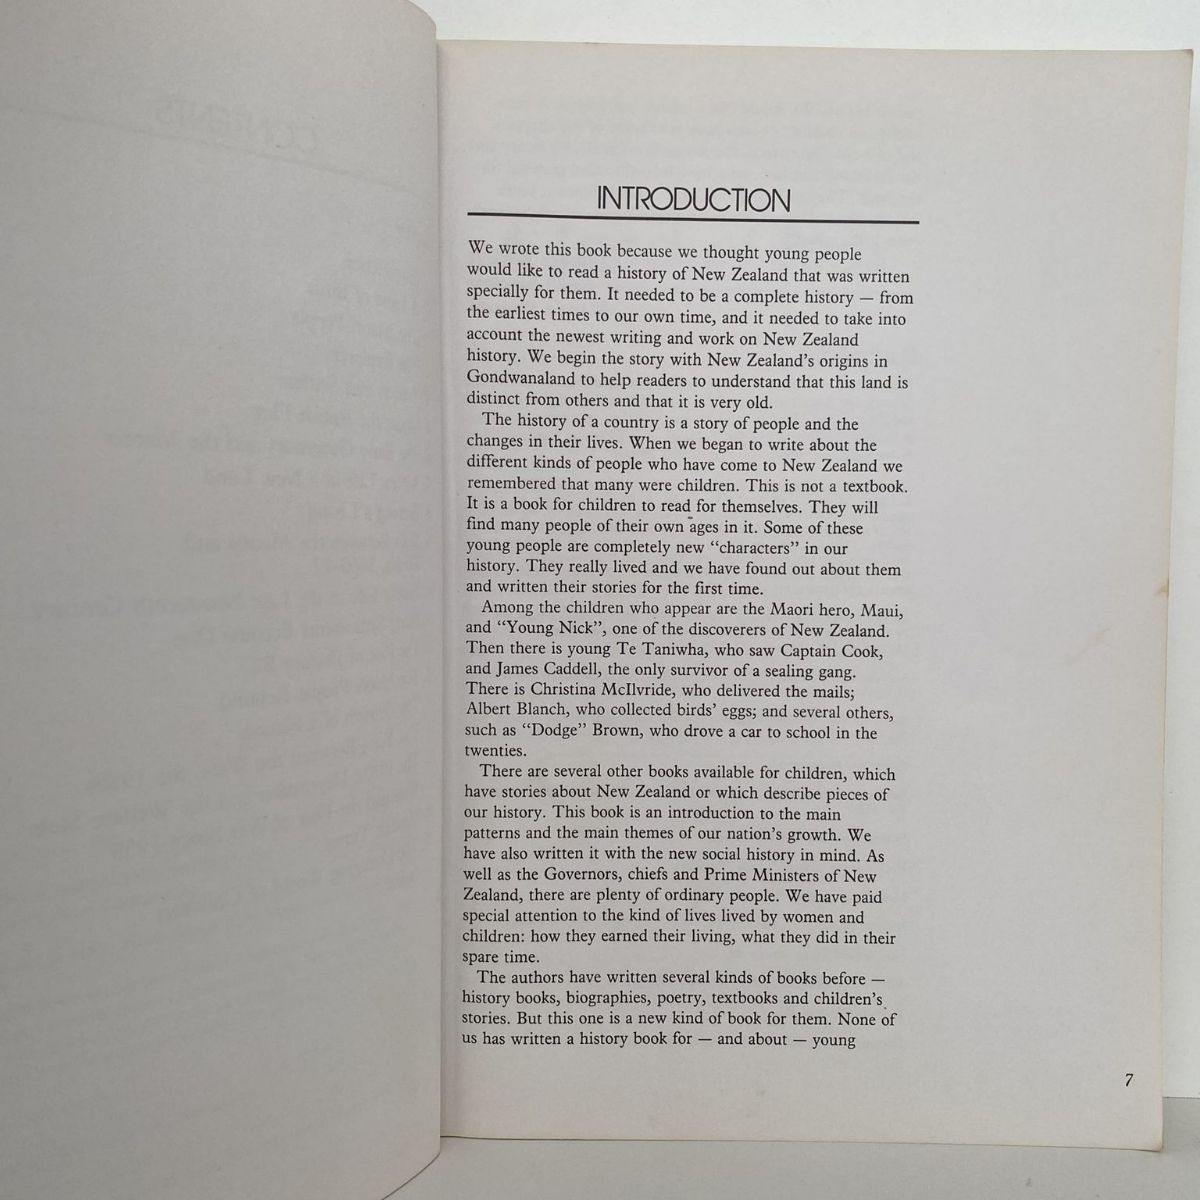 CONTENTS
INTRODUCTION
We wrote this book because we thought young people
would like to read a history of New Zealand that was written
specially for them. It needed to be a complete history — from
the earliest times to our own time, and it needed to take into
account the newest writing and work on New Zealand
history. We begin the story with New Zealand's origins in
Gondwanaland to help readers to understand that this land is
distinct from others and that it is very old.
The history of a country is a story of people and the
changes in their lives. When we began to write about the
different kinds of people who have come to New Zealand we
remembered that many were children. This is not a textbook.
It is a book for children to read for themselves. They will
find many people of their own ages in it. Some of these
young people are completely new “characters” in our
history. They really lived and we have found out about them
and written their stories for the first time.
Among the children who appear are the Maori hero, Maui,
and “Young Nick”, one of the discoverers of New Zealand.
Then there is young Te Taniwha, who saw Captain Cook,
and James Caddell, the only survivor of a sealing gang.
There is Christina McIlvride, who delivered the mails;
Albert Blanch, who collected birds' eggs; and several others,
such as “Dodge” Brown, who drove a car to school in the
twenties.
There are several other books available for children, which
have stories about New Zealand or which describe pieces of
our history. This book is an introduction to the main
patterns and the main themes of our nation's growth. We
have also written it with the new social history in mind. As
well as the Governors, chiefs and Prime Ministers of New
Zealand, there are plenty of ordinary people. We have paid
special attention to the kind of lives lived by women and
children: how they earned their living, what they did in their
spare time.
The authors have written several kinds of books before —
history books, biographies, poetry, textbooks and children's
stories. But this one is a new kind of book for them. None of
us has written a history book for — and about — young
7